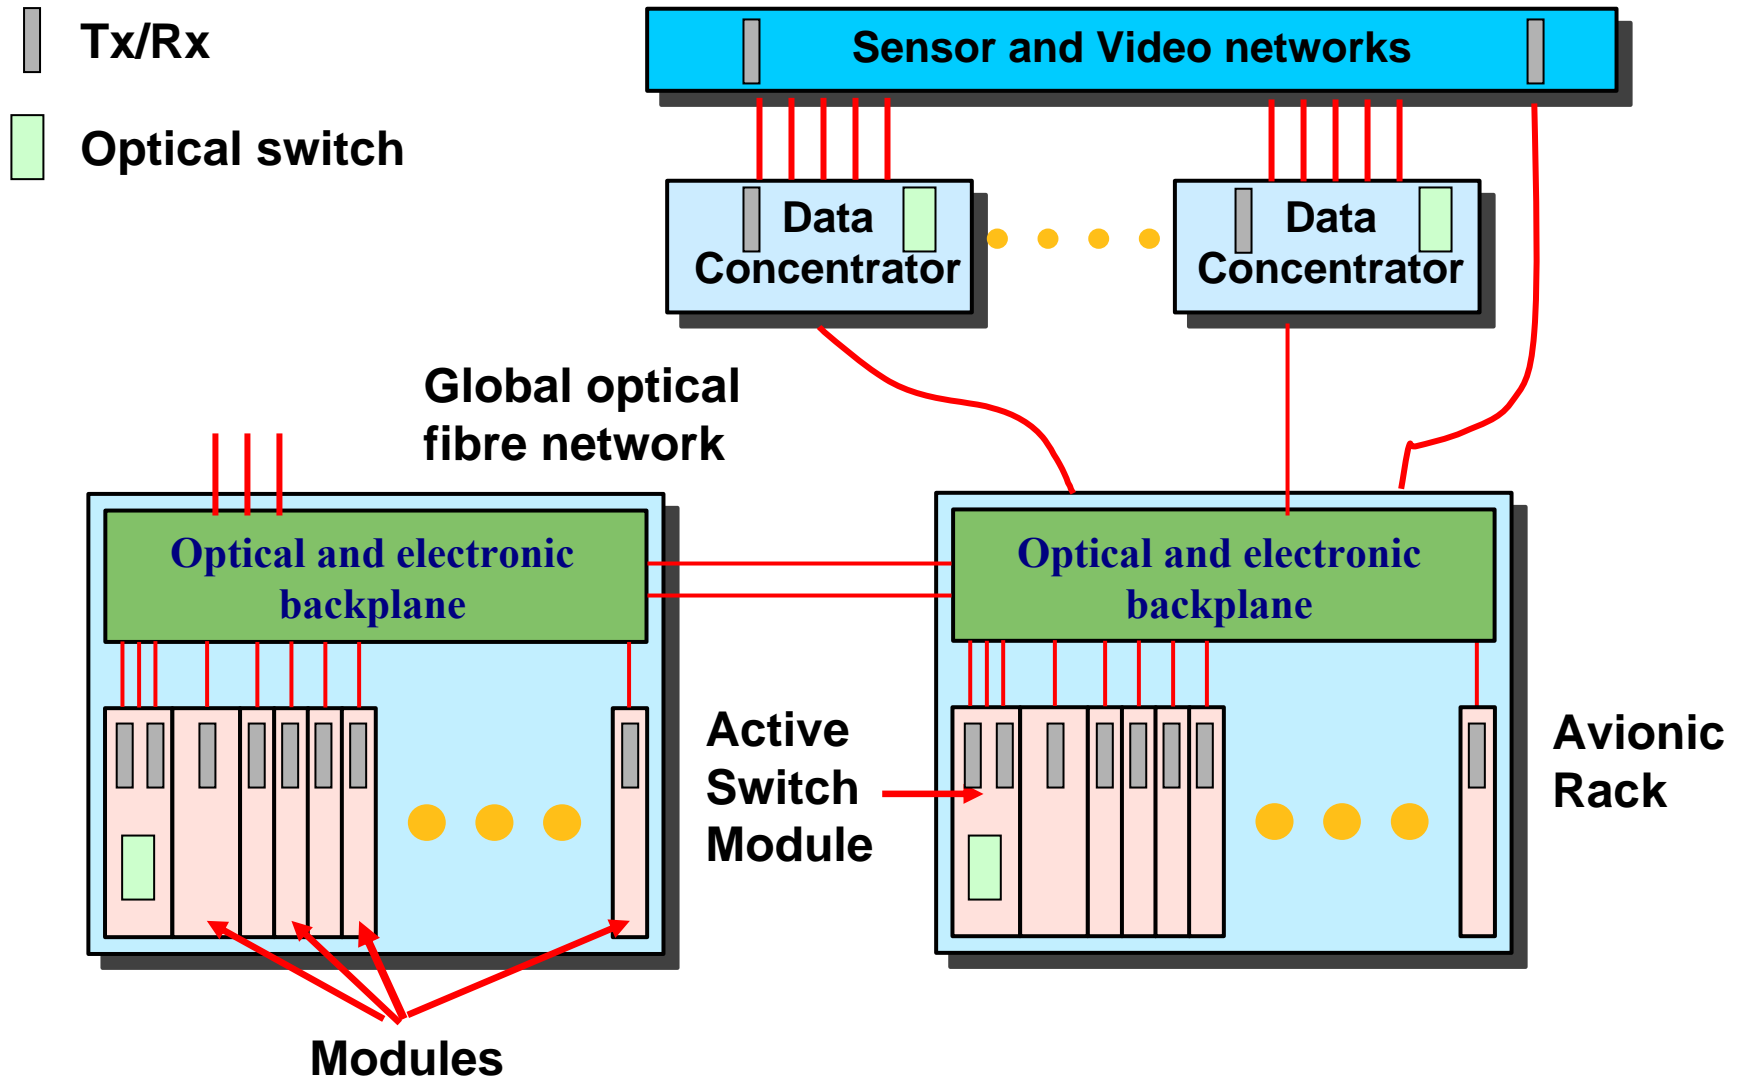 Tx/Rx
Optical switch
Sensor and Video networks
Data
Concentrator
Data
Concentrator
Global optical
fibre network
Optical and electronic
backplane
Optical and electronic
backplane
Active
Switch
Module
Avionic
Rack
Modules